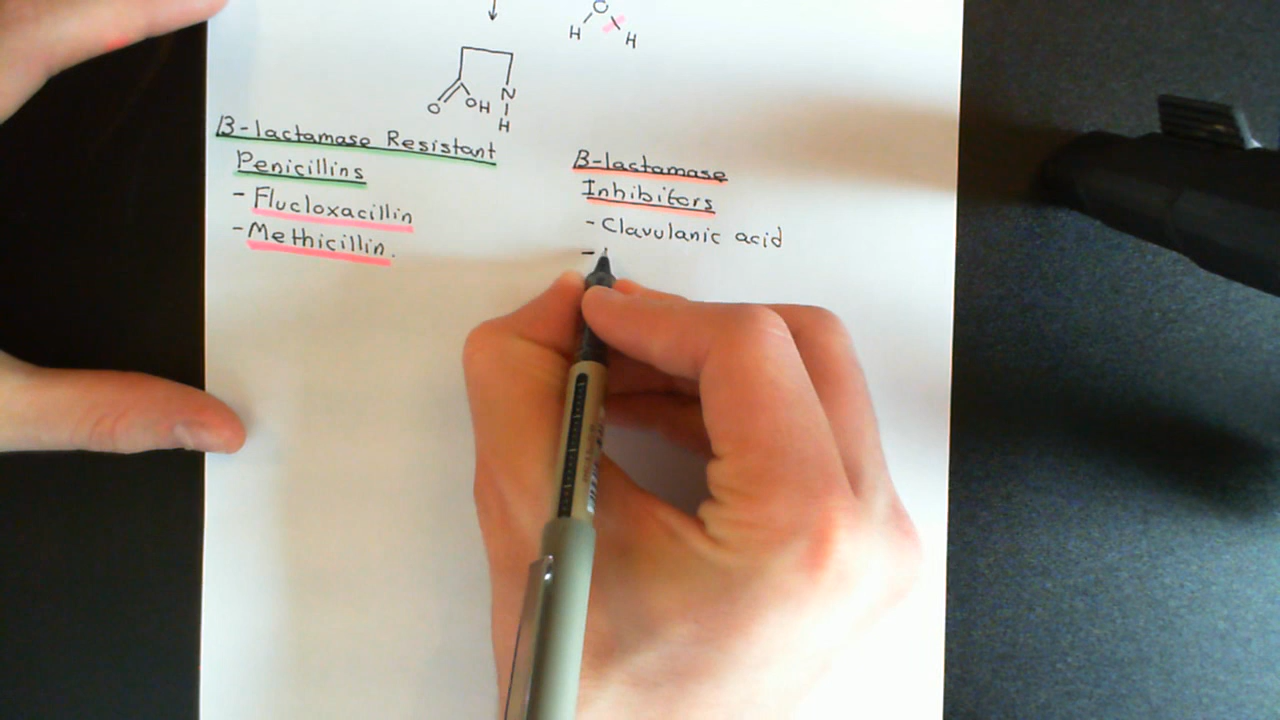 O
H
H
O
OH
N
H
β-lactamase Resistant
Penicillins
- Flucloxacillin
- Methicillin.
β-lactamase
Inhibitors
- Clavulanic acid
-